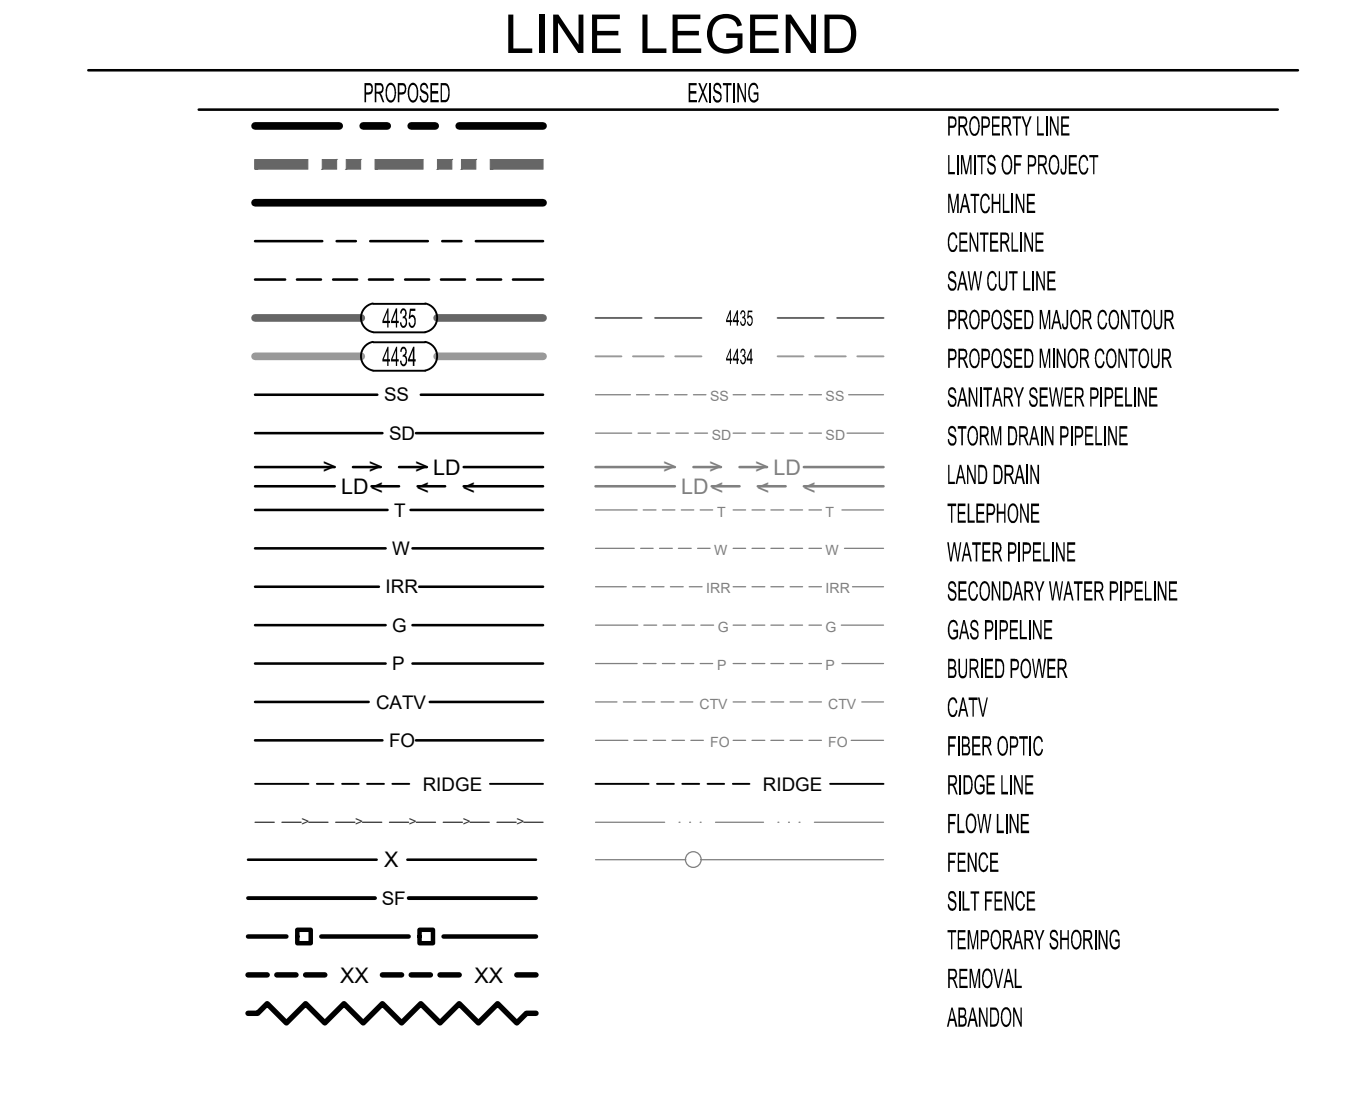 LINE LEGEND
PROPOSED EXISTING
PROPERTY LINE
LIMITS OF PROJECT
MATCHLINE
CENTERLINE
SAW CUT LINE
4435 4435 PROPOSED MAJOR CONTOUR
4434 4434 PROPOSED MINOR CONTOUR
SS SS SS SANITARY SEWER PIPELINE
SD SD SD STORM DRAIN PIPELINE
LD LD LAND DRAIN
LD LD
T T T TELEPHONE
W W W WATER PIPELINE
IRR IRR IRR SECONDARY WATER PIPELINE
G G G GAS PIPELINE
P P P BURIED POWER
CATV CTV CTV CATV
FO FO FO FIBER OPTIC
RIDGE RIDGE RIDGE LINE
FLOW LINE
X FENCE
SF SILT FENCE
TEMPORARY SHORING
XX XX REMOVAL
ABANDON